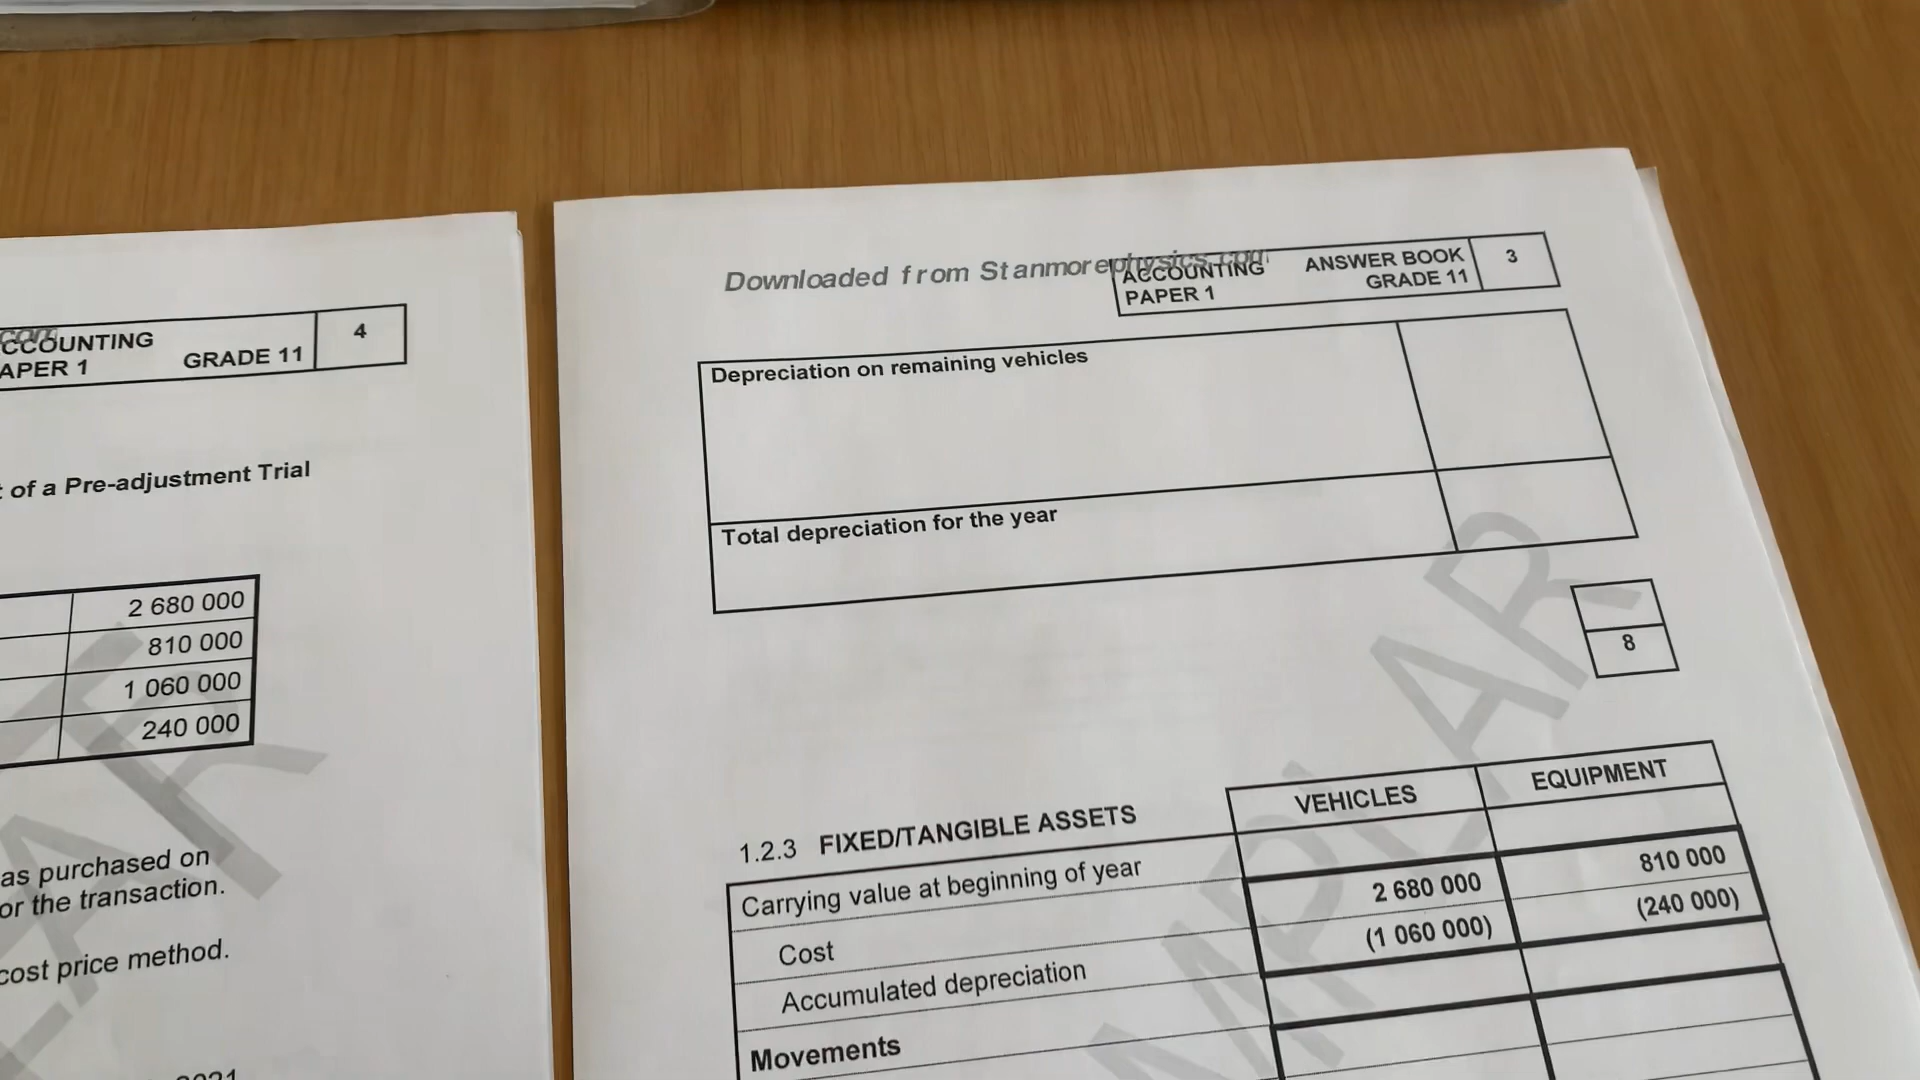 ACCOUNTING
PAPER 1
GRADE 11
4
of a Pre-adjustment Trial
2 680 000
810 000
1 060 000
240 000
as purchased on
or the transaction.
cost price method.
Downloaded from Stanmorephysics.com
ACCOUNTING
PAPER 1
ANSWER BOOK
GRADE 11
3
Depreciation on remaining vehicles
Total depreciation for the year
8
1.2.3 FIXED/TANGIBLE ASSETS
VEHICLES
EQUIPMENT
Carrying value at beginning of year
Cost
2 680 000
810 000
Accumulated depreciation
(1 060 000)
(240 000)
Movements
EXEMPLAR